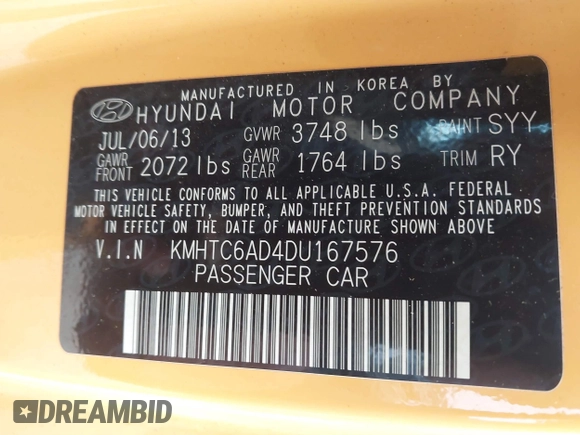 MANUFACTURED IN KOREA BY
HYUNDAI MOTOR COMPANY
JUL/06/13 GVWR 3748 lbs PAINT SYY
GAWR FRONT 2072 lbs GAWR REAR 1764 lbs TRIM RY
THIS VEHICLE CONFORMS TO ALL APPLICABLE U.S.A. FEDERAL
MOTOR VEHICLE SAFETY, BUMPER, AND THEFT PREVENTION STANDARDS
IN EFFECT ON THE DATE OF MANUFACTURE SHOWN ABOVE
V.I.N KMHTC6AD4DU167576
PASSENGER CAR
DREAMBID